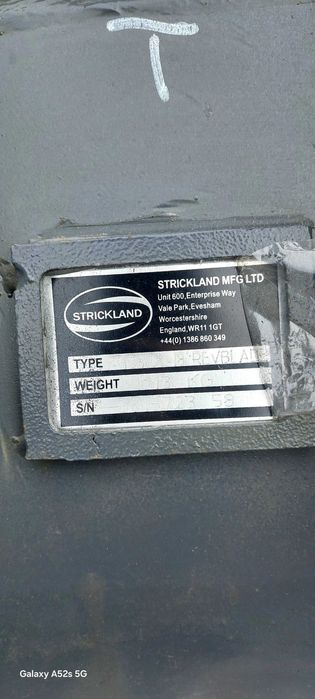 T
STRICKLAND
STRICKLAND MFG LTD
Unit 600, Enterprise Way
Vale Park, Evesham
Worcestershire
England, WR11 1GT
+44(0) 1386 860 349
TYPE
WEIGHT KG
S/N
Galaxy A52s 5G